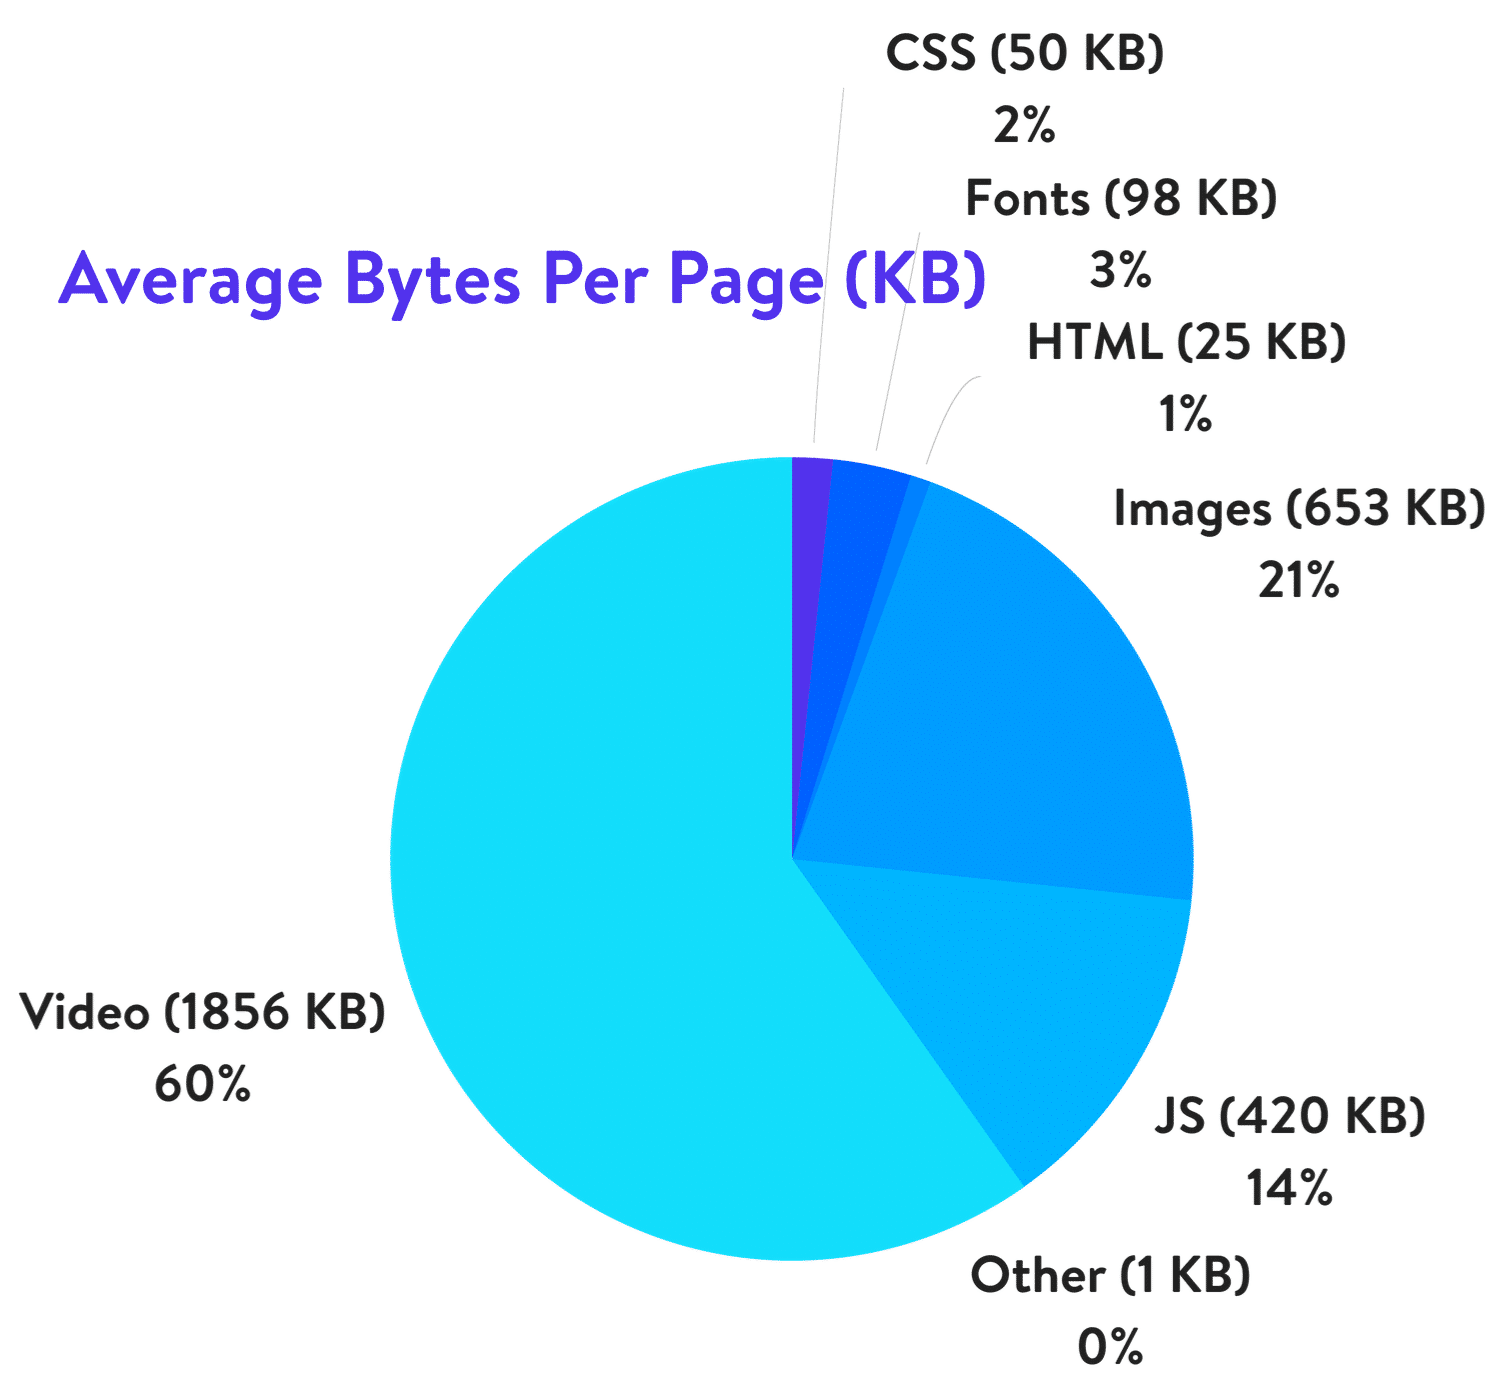 CSS (50 KB)
2%
Fonts (98 KB)
3%
Average Bytes Per Page (KB)
HTML (25 KB)
1%
Images (653 KB)
21%
Video (1856 KB)
60%
JS (420 KB)
14%
Other (1 KB)
0%